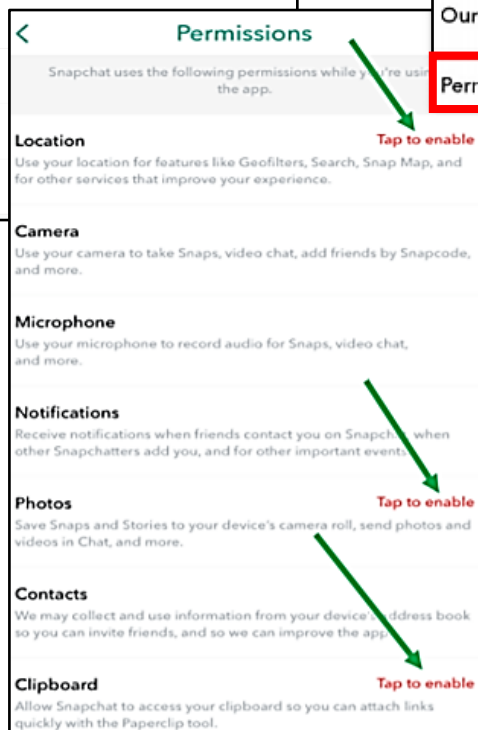 Our
Perm
Permissions
Snapchat uses the following permissions while you're using
the app.
Location
Tap to enable
Use your location for features like Geofilters, Search, Snap Map, and
for other services that improve your experience.
Camera
Use your camera to take Snaps, video chat, add friends by Snapcode,
and more.
Microphone
Use your microphone to record audio for Snaps, video chat,
and more.
Notifications
Receive notifications when friends contact you on Snapchat, when
other Snapchatters add you, and for other important events.
Photos
Tap to enable
Save Snaps and Stories to your device's camera roll, send photos and
videos in Chat, and more.
Contacts
We may collect and use information from your device's address book
so you can invite friends, and so we can improve the app
Clipboard
Tap to enable
Allow Snapchat to access your clipboard so you can attach links
quickly with the Paperclip tool.